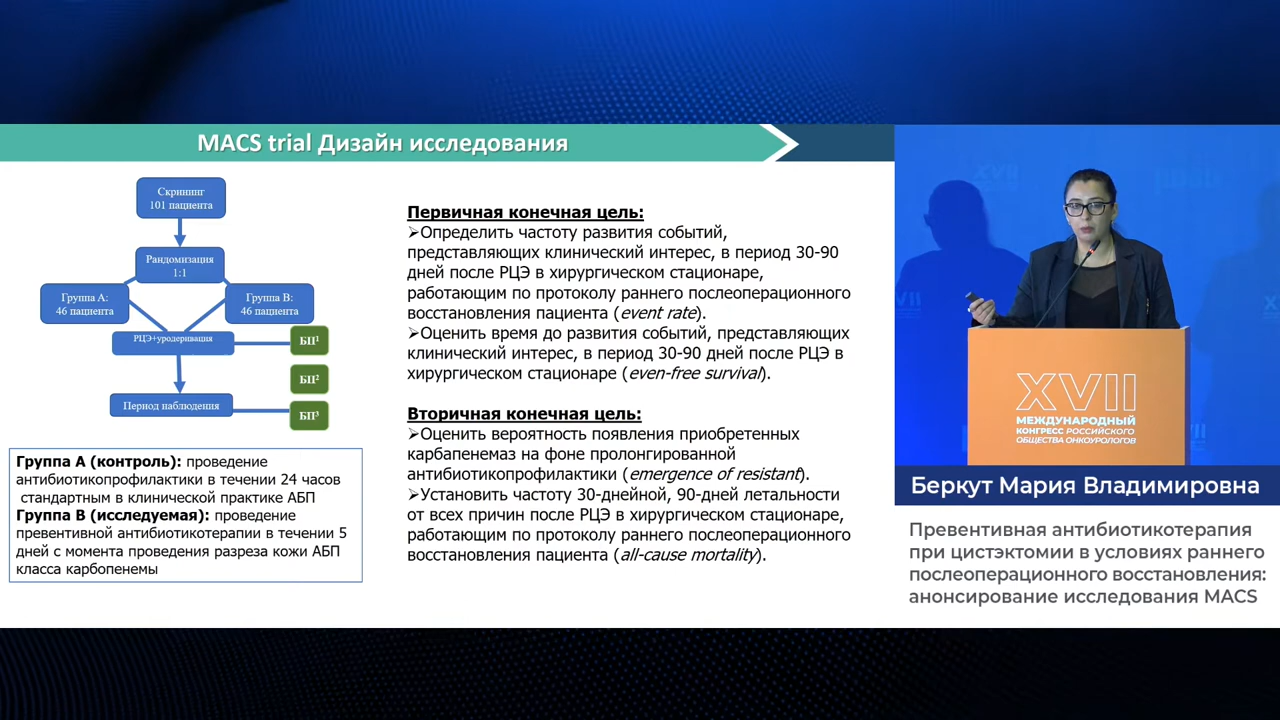 MACS trial Дизайн исследования
Скрининг
101 пациента
Рандомизация
1:1
Группа А:
46 пациента
Группа В:
46 пациента
РЦЭ+уродеривация
БП1
БП2
Период наблюдения
БП3
Группа А (контроль): проведение
антибиотикопрофилактики в течении 24 часов
стандартным в клинической практике АБП
Группа В (исследуемая): проведение
превентивной антибиотикотерапии в течении 5
дней с момента проведения разреза кожи АБП
класса карбопенемы
Первичная конечная цель:
➢Определить частоту развития событий,
представляющих клинический интерес, в период 30-90
дней после РЦЭ в хирургическом стационаре,
работающим по протоколу раннего послеоперационного
восстановления пациента (event rate).
➢Оценить время до развития событий, представляющих
клинический интерес, в период 30-90 дней после РЦЭ в
хирургическом стационаре (even-free survival).
Вторичная конечная цель:
➢Оценить вероятность появления приобретенных
карбапенемаз на фоне пролонгированной
антибиотикопрофилактики (emergence of resistant).
➢Установить частоту 30-дневной, 90-дней летальности
от всех причин после РЦЭ в хирургическом стационаре,
работающим по протоколу раннего послеоперационного
восстановления пациента (all-cause mortality).
XVII
МЕЖДУНАРОДНЫЙ
КОНГРЕСС РОССИЙСКОГО
ОБЩЕСТВА ОНКОУРОЛОГОВ
Беркут Мария Владимировна
Превентивная антибиотикотерапия
при цистэктомии в условиях раннего
послеоперационного восстановления:
анонсирование исследования MACS